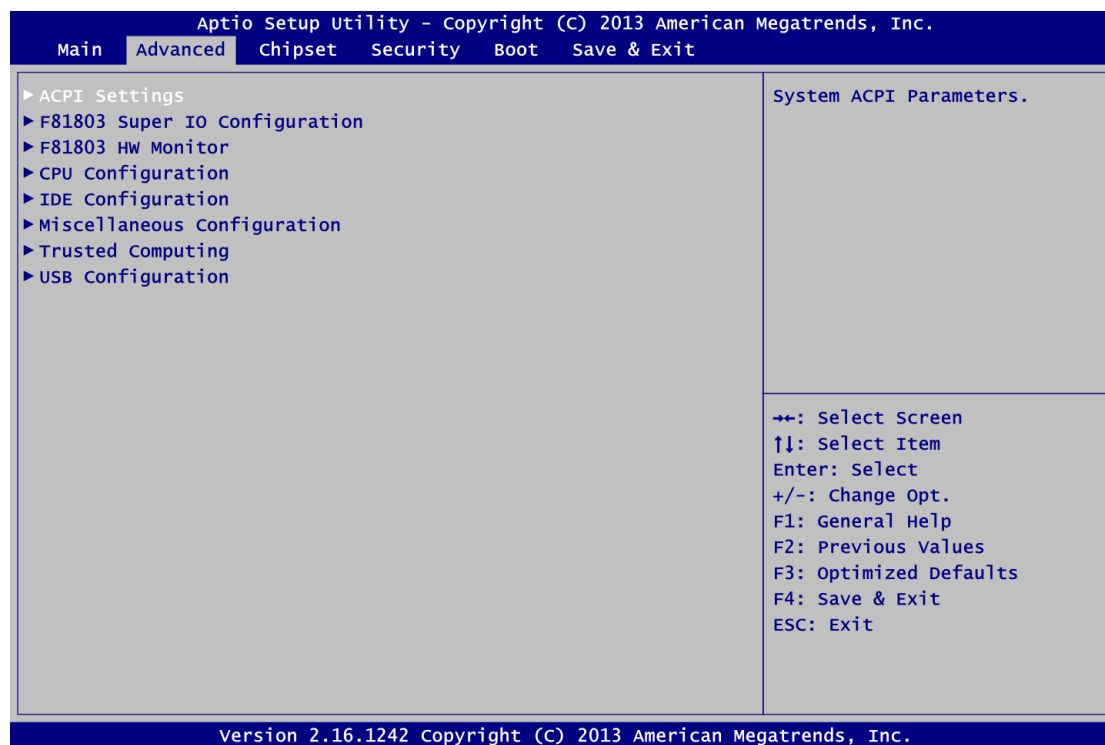 Aptio Setup Utility – Copyright (C) 2013 American Megatrends, Inc.
Main Advanced Chipset Security Boot Save & Exit
►ACPI Settings
►F81803 Super IO Configuration
►F81803 HW Monitor
►CPU Configuration
►IDE Configuration
►Miscellaneous Configuration
►Trusted Computing
►USB Configuration
System ACPI Parameters.
→←: Select Screen
↑↓: Select Item
Enter: Select
+/-: Change Opt.
F1: General Help
F2: Previous Values
F3: Optimized Defaults
F4: Save & Exit
ESC: Exit
Version 2.16.1242 Copyright (C) 2013 American Megatrends, Inc.